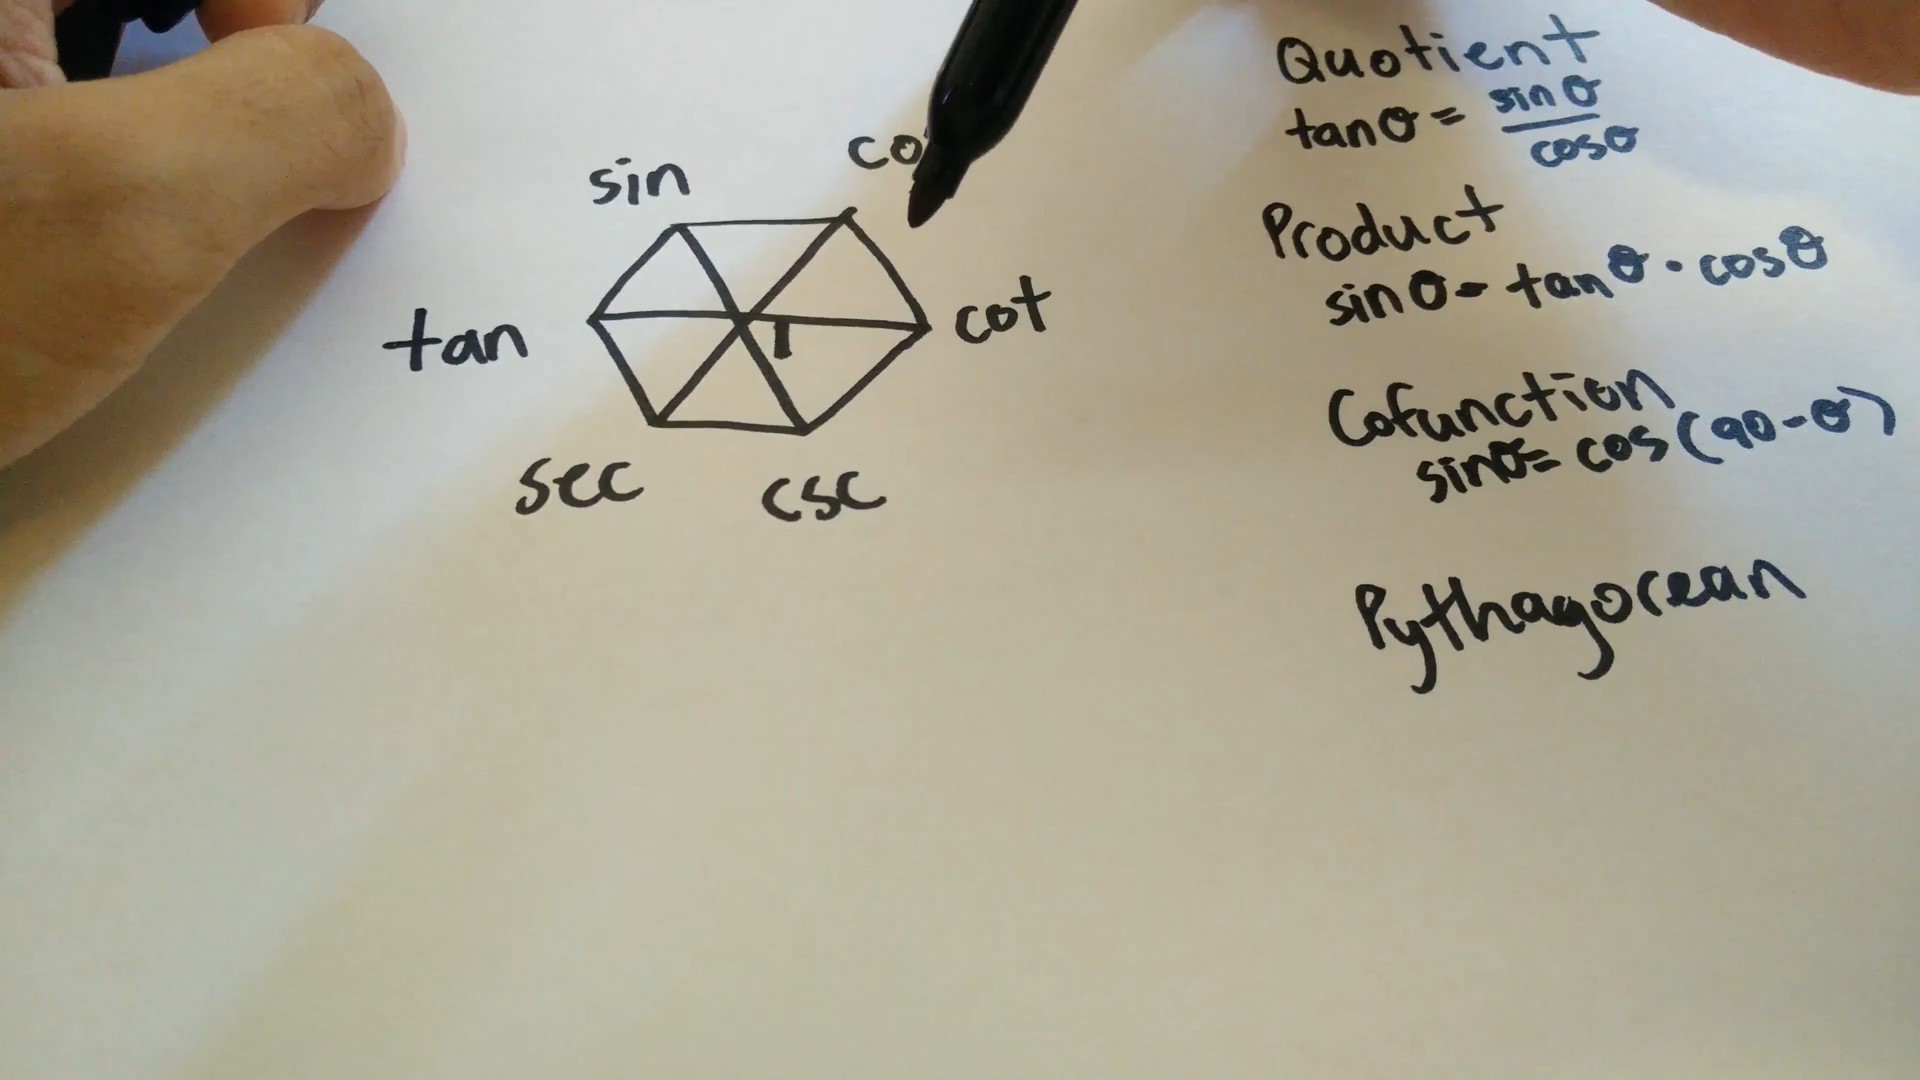 sin
tan
cot
1
sec
csc
Quotient
tanθ = sinθ
cosθ
Product
sinθ = tanθ · cosθ
Cofunction
sinθ = cos(90-θ)
Pythagorean